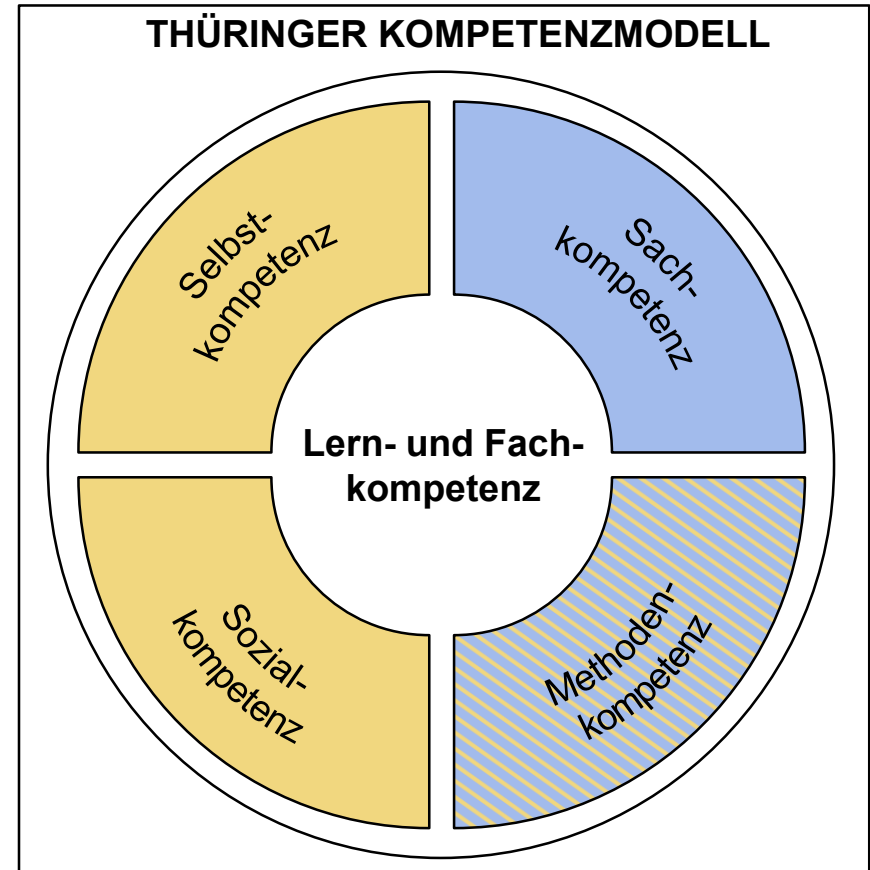 THÜRINGER KOMPETENZMODELL
Selbst-
kompetenz
Sach-
kompetenz
Lern- und Fach-
kompetenz
Sozial-
kompetenz
Methoden-
kompetenz